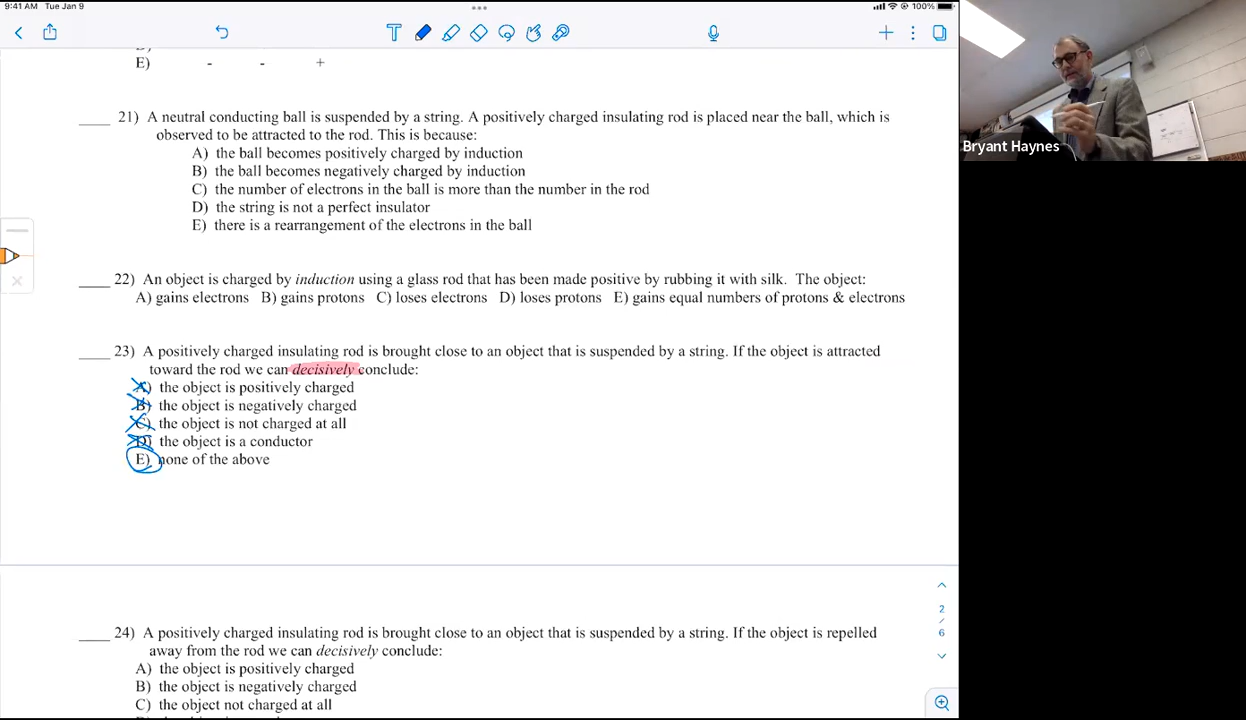 9:41 AM Tue Jan 9
100%
E) - - +
21) A neutral conducting ball is suspended by a string. A positively charged insulating rod is placed near the ball, which is
observed to be attracted to the rod. This is because:
A) the ball becomes positively charged by induction
B) the ball becomes negatively charged by induction
C) the number of electrons in the ball is more than the number in the rod
D) the string is not a perfect insulator
E) there is a rearrangement of the electrons in the ball
22) An object is charged by induction using a glass rod that has been made positive by rubbing it with silk. The object:
A) gains electrons B) gains protons C) loses electrons D) loses protons E) gains equal numbers of protons & electrons
23) A positively charged insulating rod is brought close to an object that is suspended by a string. If the object is attracted
toward the rod we can decisively conclude:
A) the object is positively charged
B) the object is negatively charged
C) the object is not charged at all
D) the object is a conductor
E) none of the above
24) A positively charged insulating rod is brought close to an object that is suspended by a string. If the object is repelled
away from the rod we can decisively conclude:
A) the object is positively charged
B) the object is negatively charged
C) the object not charged at all
2
/
6
Bryant Haynes